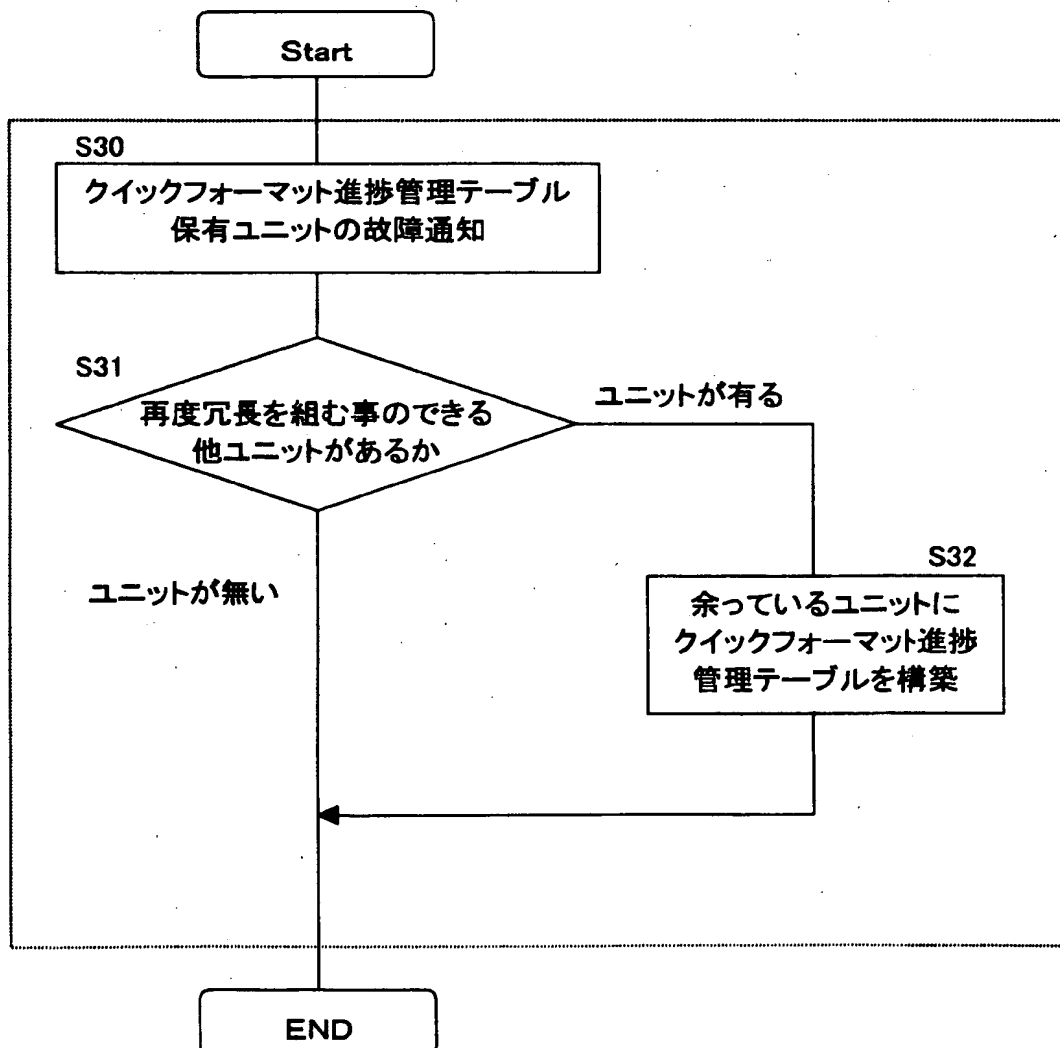 Start
S30
クイックフォーマット進捗管理テーブル
保有ユニットの故障通知
S31
再度冗長を組む事のできる
他ユニットがあるか
ユニットが有る
ユニットが無い
S32
余っているユニットに
クイックフォーマット進捗
管理テーブルを構築
END